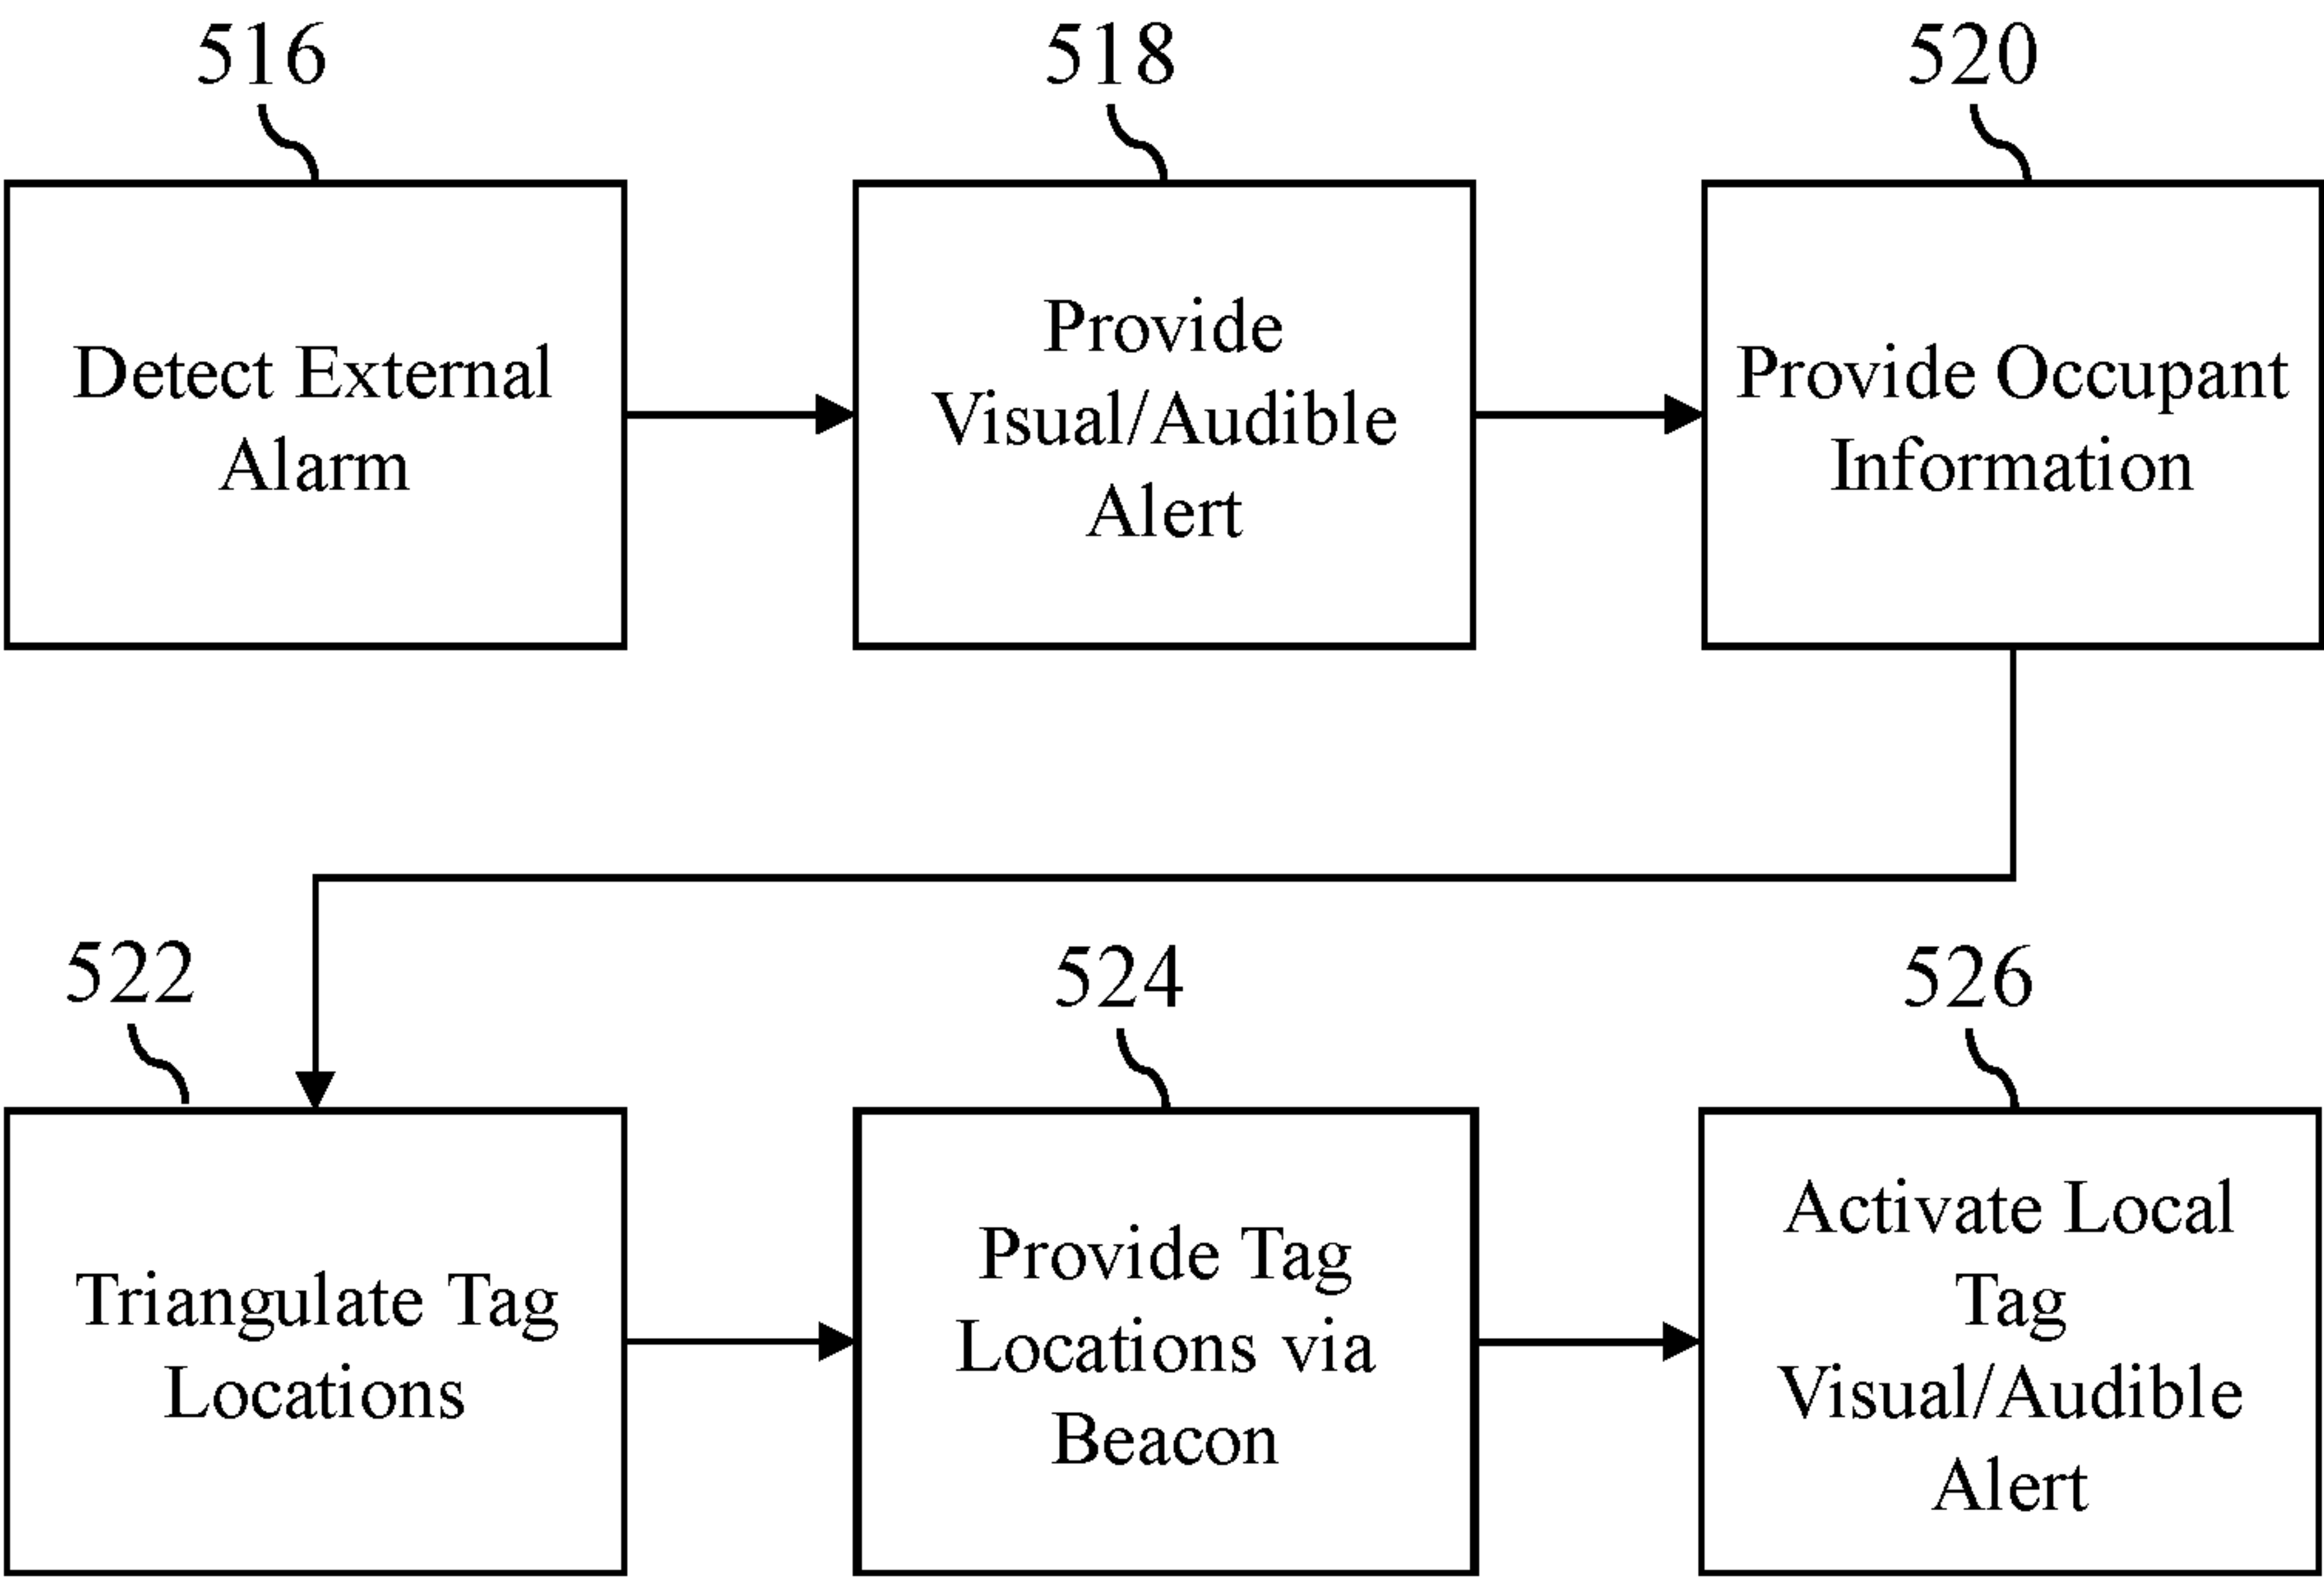 516
518
520
Detect External
Alarm
Provide
Visual/Audible
Alert
Provide Occupant
Information
522
524
526
Triangulate Tag
Locations
Provide Tag
Locations via
Beacon
Activate Local
Tag
Visual/Audible
Alert